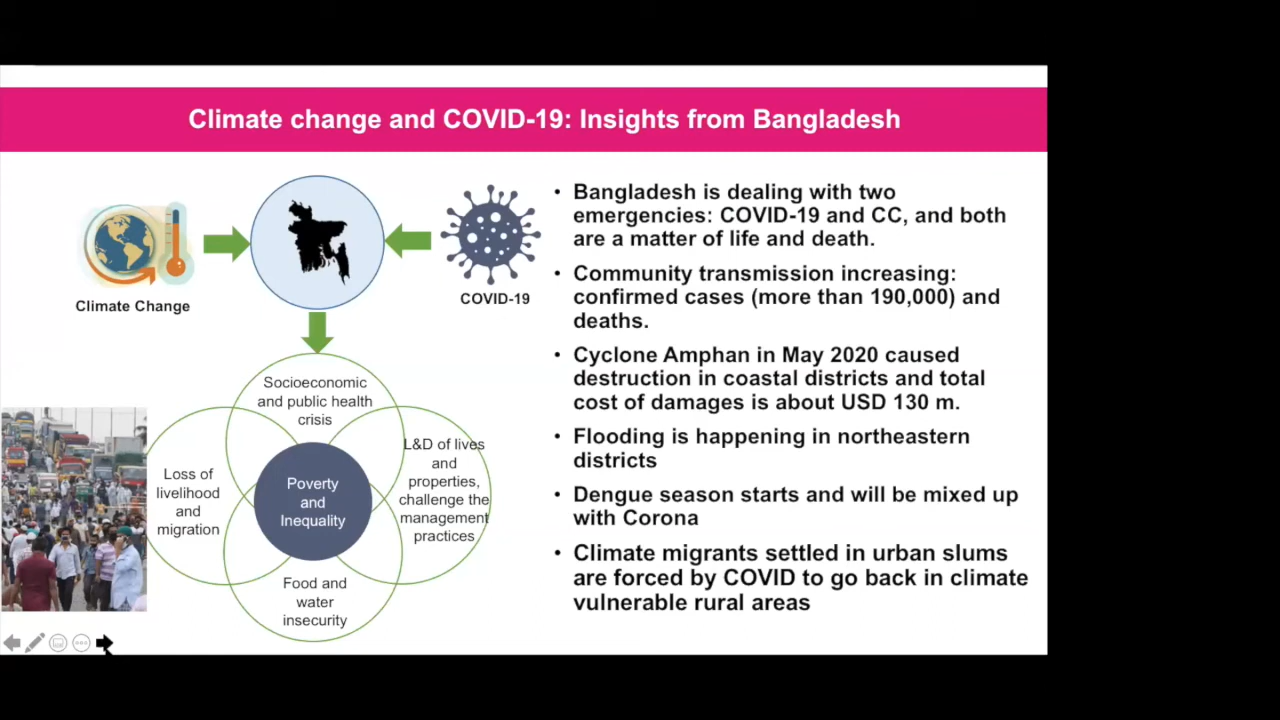 Climate change and COVID-19: Insights from Bangladesh
Climate Change
COVID-19
Socioeconomic
and public health
crisis
Loss of
livelihood
and
migration
Poverty
and
Inequality
L&D of lives
and
properties,
challenge the
management
practices
Food and
water
insecurity
• Bangladesh is dealing with two
emergencies: COVID-19 and CC, and both
are a matter of life and death.
• Community transmission increasing:
confirmed cases (more than 190,000) and
deaths.
• Cyclone Amphan in May 2020 caused
destruction in coastal districts and total
cost of damages is about USD 130 m.
• Flooding is happening in northeastern
districts
• Dengue season starts and will be mixed up
with Corona
• Climate migrants settled in urban slums
are forced by COVID to go back in climate
vulnerable rural areas